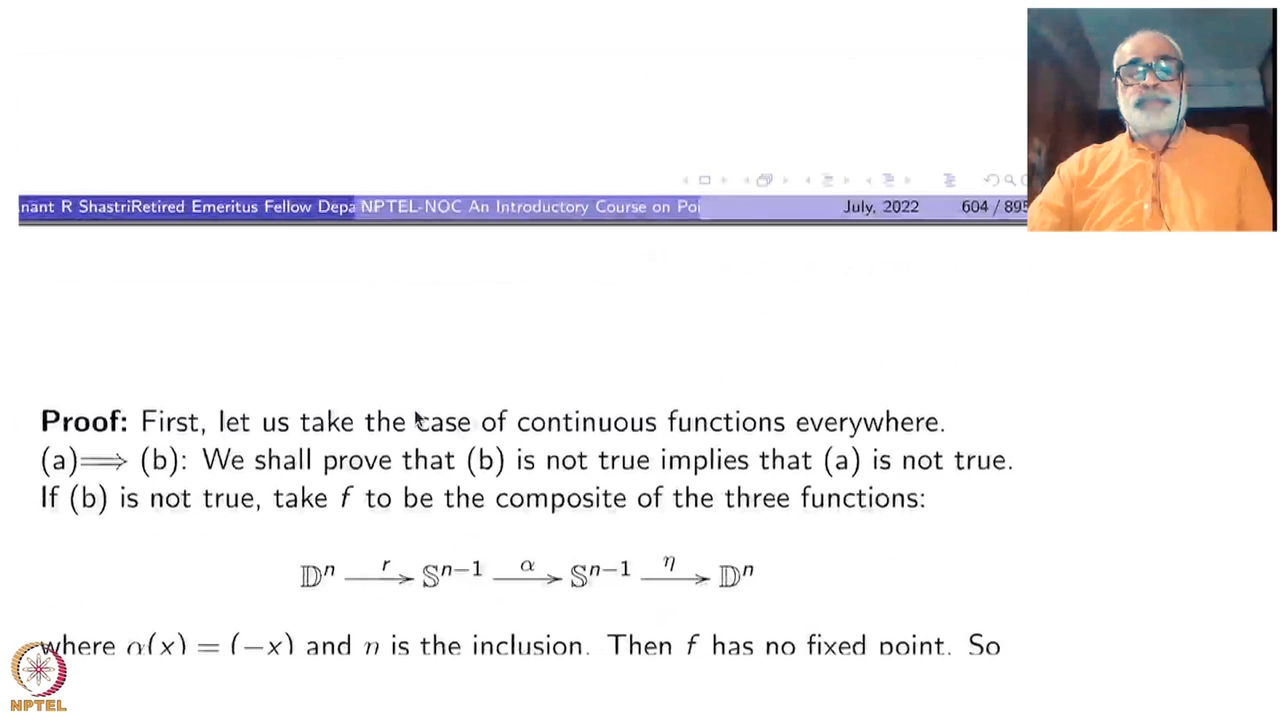 nant R ShastriRetired Emeritus Fellow Depa NPTEL-NOC An Introductory Course on Poi July, 2022 604 / 895
Proof: First, let us take the case of continuous functions everywhere.
(a)⟹ (b): We shall prove that (b) is not true implies that (a) is not true.
If (b) is not true, take f to be the composite of the three functions:
𝔻ⁿ —r→ 𝕊ⁿ⁻¹ —α→ 𝕊ⁿ⁻¹ —η→ 𝔻ⁿ
where α(x) = (−x) and η is the inclusion. Then f has no fixed point. So
NPTEL